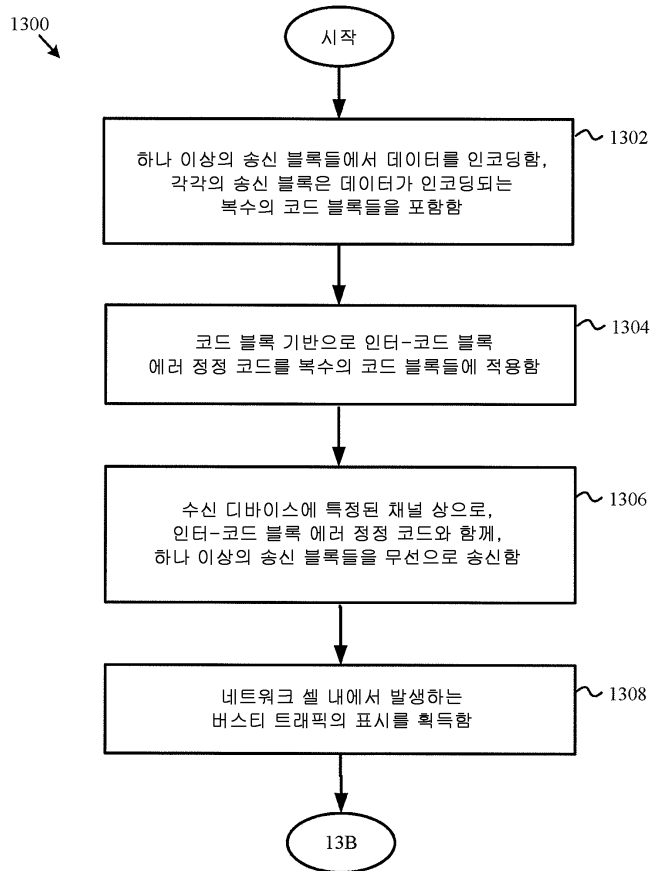 1300
시작
1302
하나 이상의 송신 블록들에서 데이터를 인코딩함,
각각의 송신 블록은 데이터가 인코딩되는
복수의 코드 블록들을 포함함
1304
코드 블록 기반으로 인터-코드 블록
에러 정정 코드를 복수의 코드 블록들에 적용함
1306
수신 디바이스에 특정된 채널 상으로,
인터-코드 블록 에러 정정 코드와 함께,
하나 이상의 송신 블록들을 무선으로 송신함
1308
네트워크 셀 내에서 발생하는
버스티 트래픽의 표시를 획득함
13B